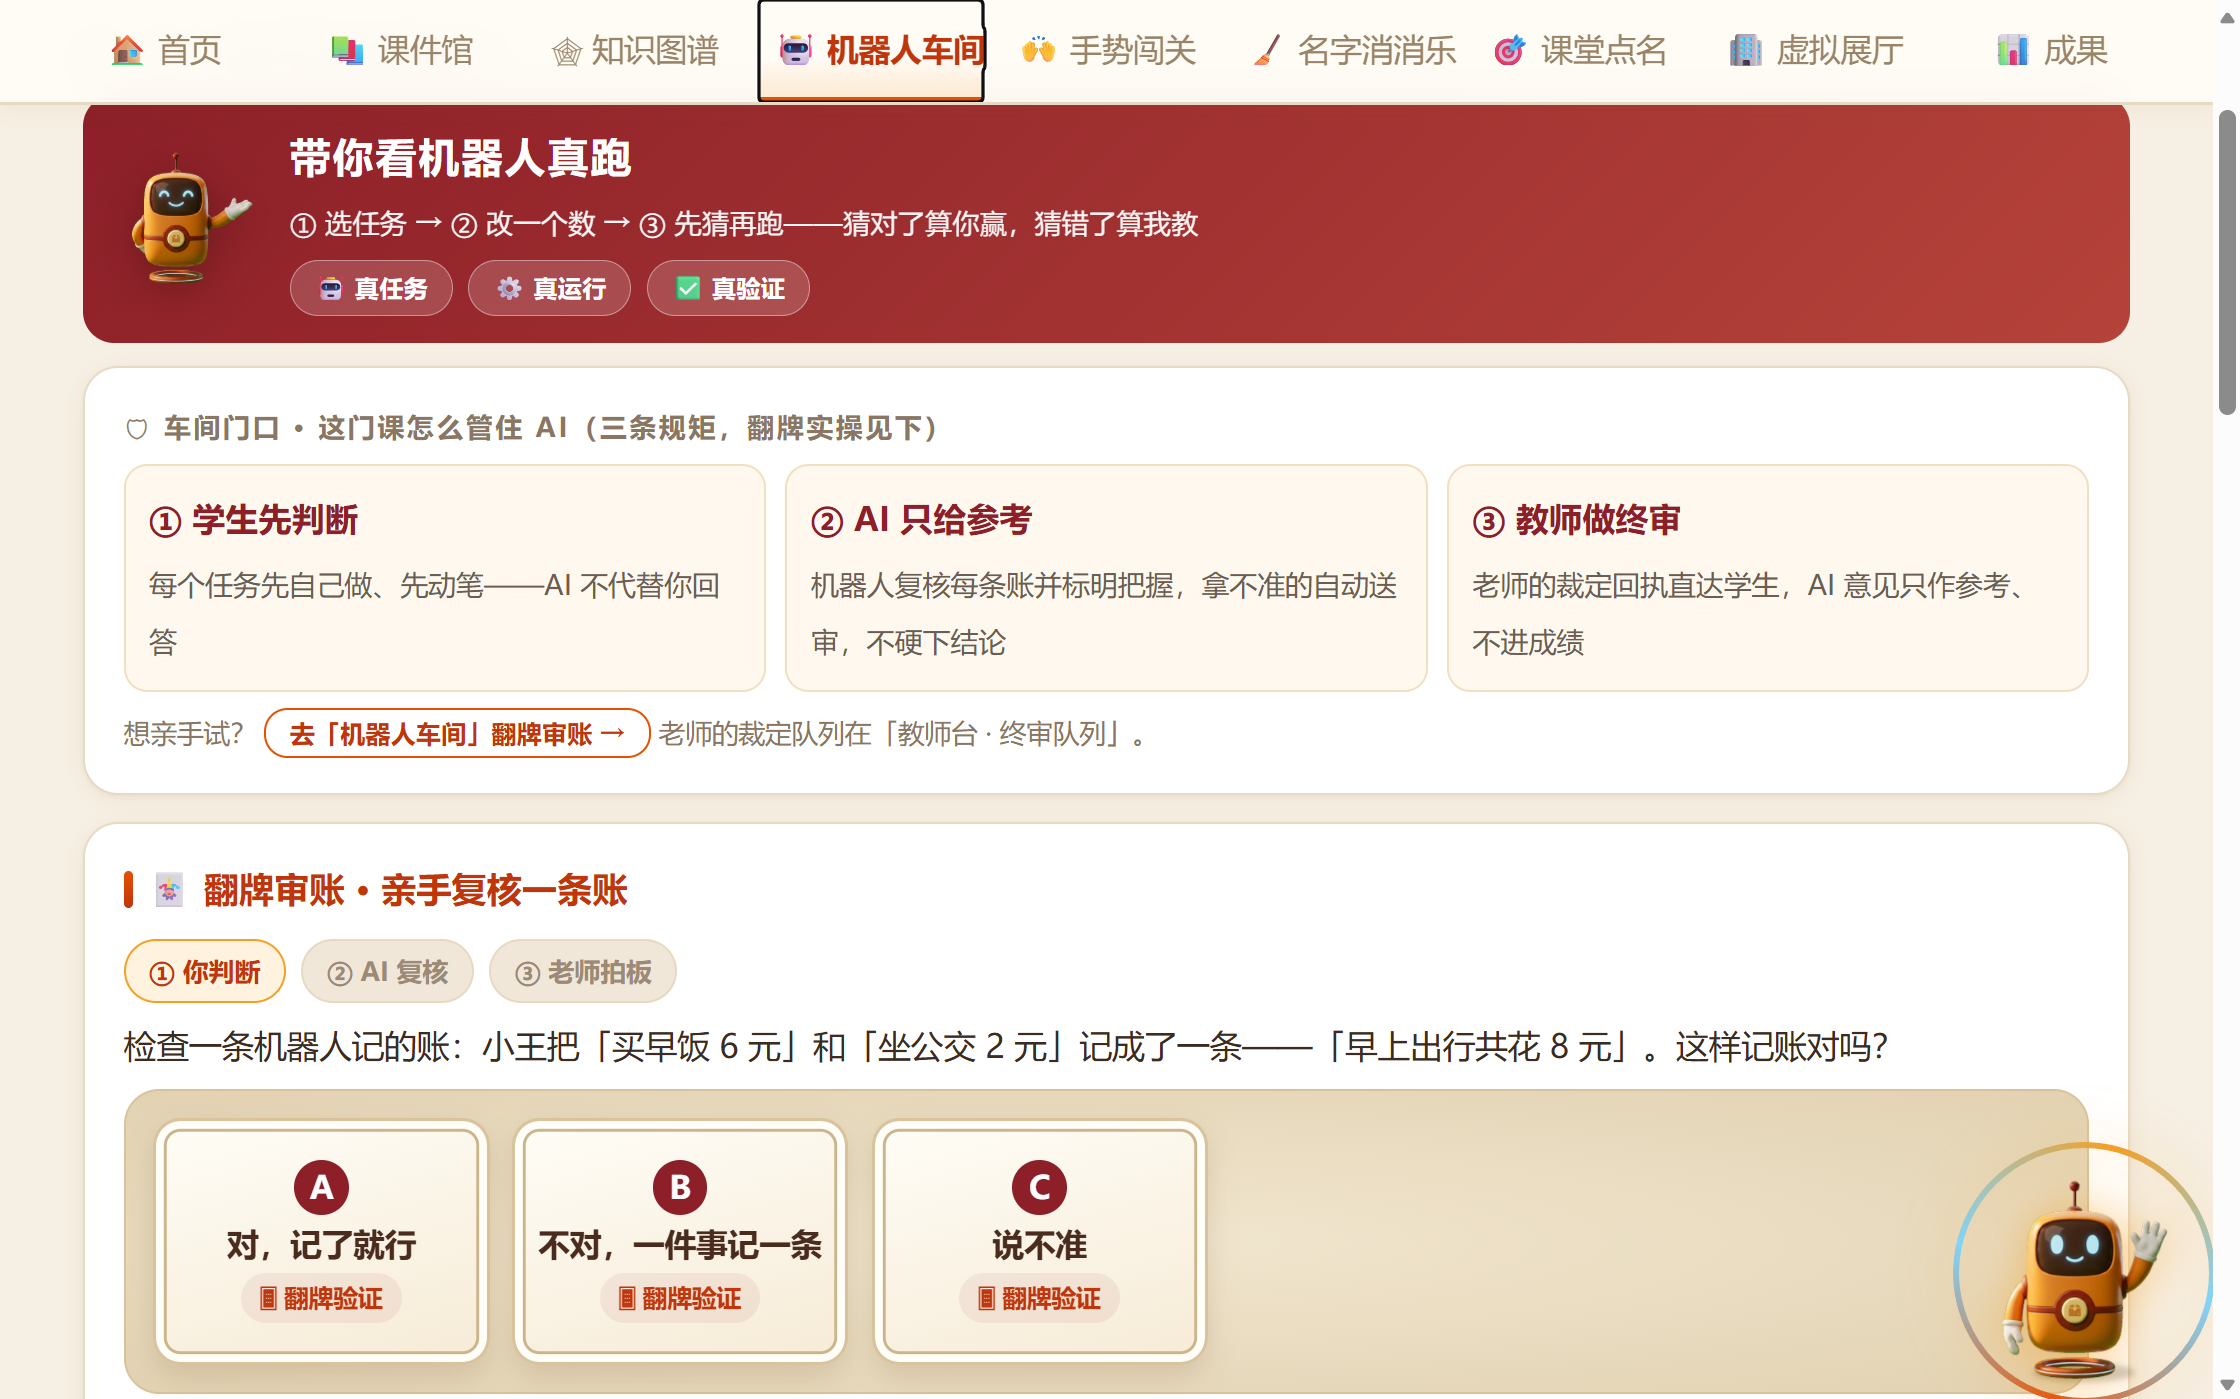 首页
课件馆
知识图谱
机器人车间
手势闯关
名字消消乐
课堂点名
虚拟展厅
成果
带你看机器人真跑
① 选任务 → ② 改一个数 → ③ 先猜再跑——猜对了算你赢，猜错了算我教
真任务
真运行
真验证
车间门口 · 这门课怎么管住 AI（三条规矩，翻牌实操见下）
① 学生先判断
每个任务先自己做、先动笔——AI 不代替你回
答
② AI 只给参考
机器人复核每条账并标明把握，拿不准的自动送
审，不硬下结论
③ 教师做终审
老师的裁定回执直达学生，AI 意见只作参考、
不进成绩
想亲手试？ 去「机器人车间」翻牌审账 → 老师的裁定队列在「教师台 · 终审队列」。
翻牌审账 · 亲手复核一条账
① 你判断
② AI 复核
③ 老师拍板
检查一条机器人记的账：小王把「买早饭 6 元」和「坐公交 2 元」记成了一条——「早上出行共花 8 元」。这样记账对吗？
A
对，记了就行
翻牌验证
B
不对，一件事记一条
翻牌验证
C
说不准
翻牌验证